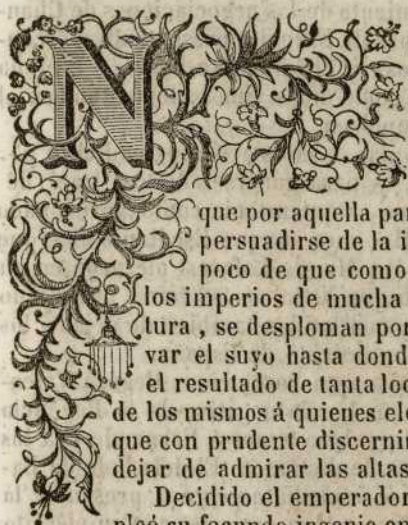 N
que por aquella pa
persuadirse de la i
poco de que como
los imperios de mucha
tura, se desploman por
var el suyo hasta dond
el resultado de tanta loc
de los mismos á quienes el
que con prudente discernin
dejar de admirar las altas
Decidido el emperador